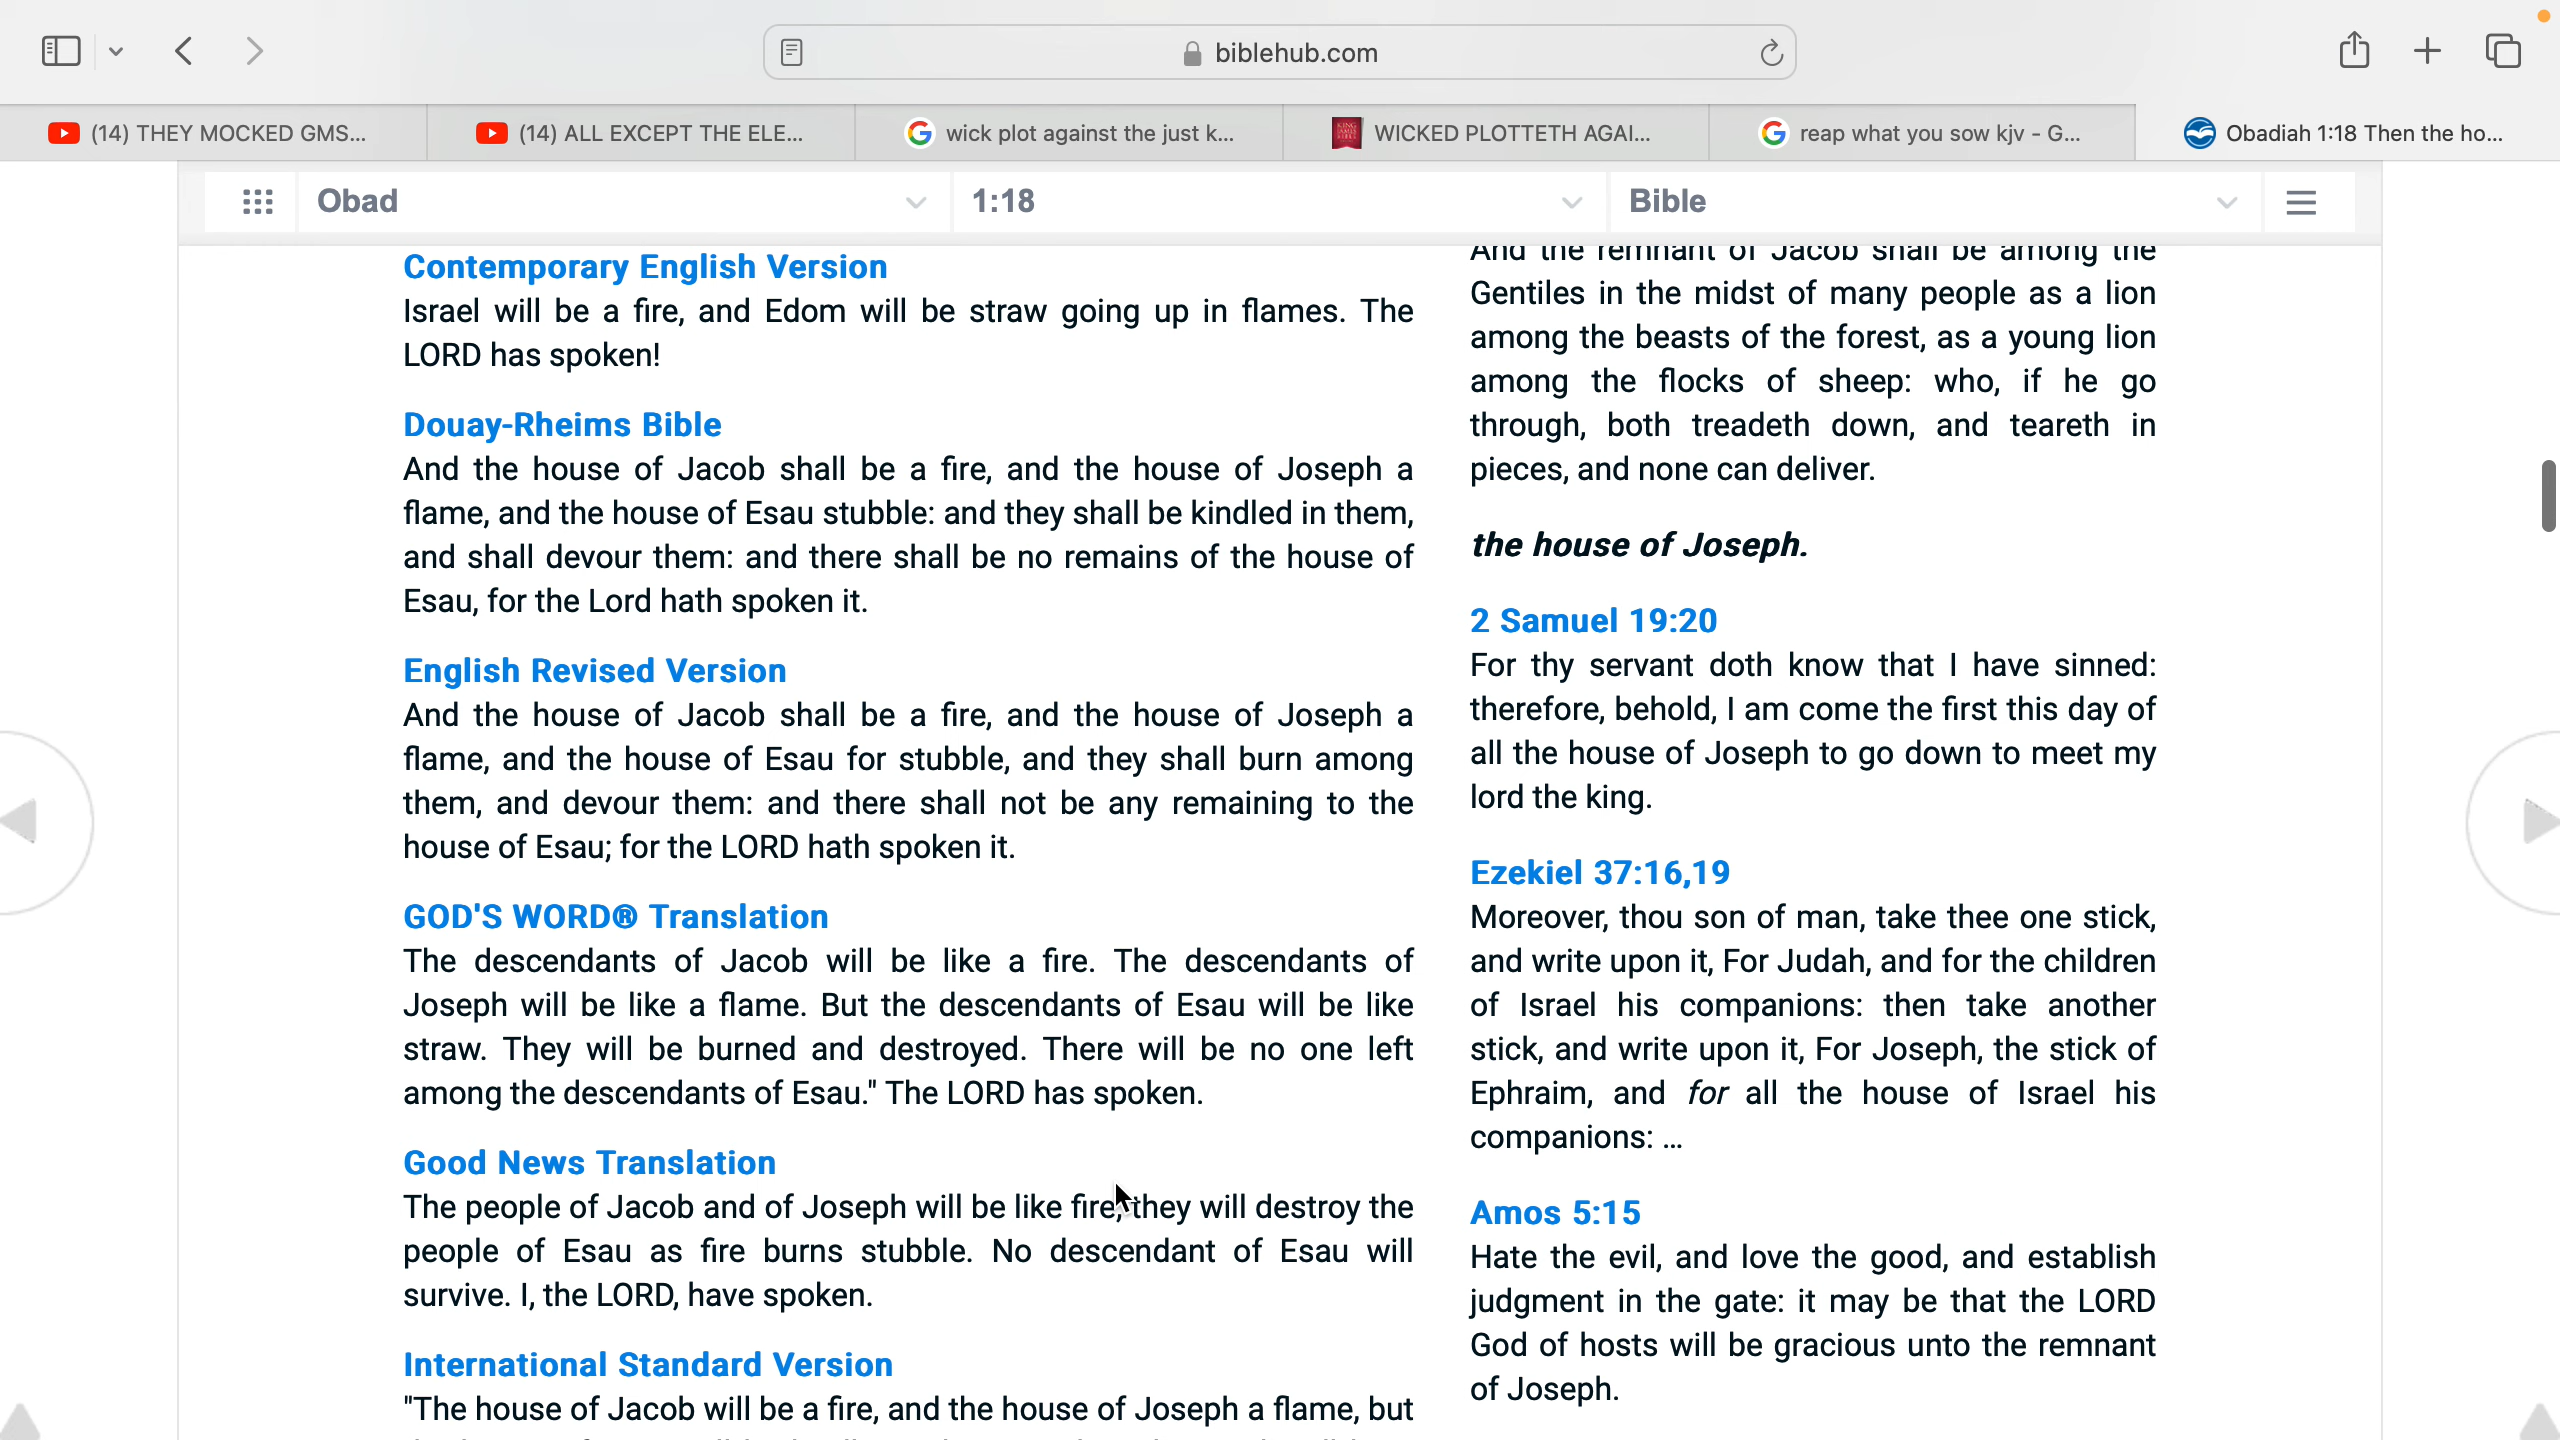 biblehub.com
(14) THEY MOCKED GMS...
(14) ALL EXCEPT THE ELE...
wick plot against the just k...
WICKED PLOTTETH AGAI...
reap what you sow kjv - G...
Obadiah 1:18 Then the ho...
Obad
1:18
Bible
Contemporary English Version
Israel will be a fire, and Edom will be straw going up in flames. The
LORD has spoken!
Douay-Rheims Bible
And the house of Jacob shall be a fire, and the house of Joseph a
flame, and the house of Esau stubble: and they shall be kindled in them,
and shall devour them: and there shall be no remains of the house of
Esau, for the Lord hath spoken it.
English Revised Version
And the house of Jacob shall be a fire, and the house of Joseph a
flame, and the house of Esau for stubble, and they shall burn among
them, and devour them: and there shall not be any remaining to the
house of Esau; for the LORD hath spoken it.
GOD'S WORD® Translation
The descendants of Jacob will be like a fire. The descendants of
Joseph will be like a flame. But the descendants of Esau will be like
straw. They will be burned and destroyed. There will be no one left
among the descendants of Esau." The LORD has spoken.
Good News Translation
The people of Jacob and of Joseph will be like fire; they will destroy the
people of Esau as fire burns stubble. No descendant of Esau will
survive. I, the LORD, have spoken.
International Standard Version
"The house of Jacob will be a fire, and the house of Joseph a flame, but
And the remnant of Jacob shall be among the
Gentiles in the midst of many people as a lion
among the beasts of the forest, as a young lion
among the flocks of sheep: who, if he go
through, both treadeth down, and teareth in
pieces, and none can deliver.
the house of Joseph.
2 Samuel 19:20
For thy servant doth know that I have sinned:
therefore, behold, I am come the first this day of
all the house of Joseph to go down to meet my
lord the king.
Ezekiel 37:16,19
Moreover, thou son of man, take thee one stick,
and write upon it, For Judah, and for the children
of Israel his companions: then take another
stick, and write upon it, For Joseph, the stick of
Ephraim, and for all the house of Israel his
companions: ...
Amos 5:15
Hate the evil, and love the good, and establish
judgment in the gate: it may be that the LORD
God of hosts will be gracious unto the remnant
of Joseph.